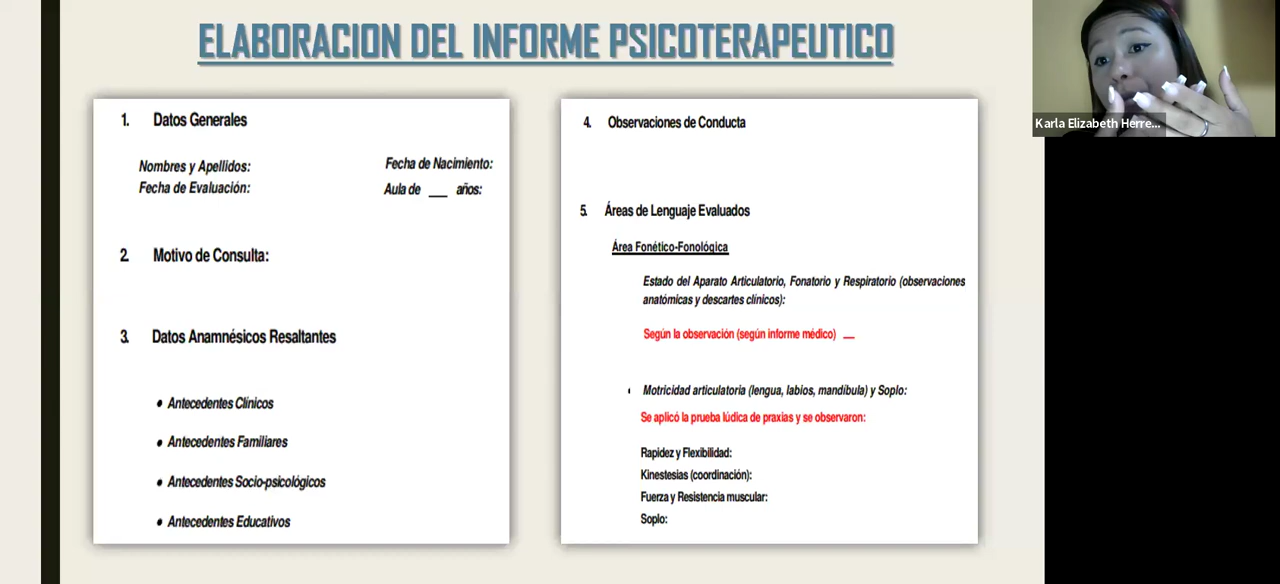 ELABORACION DEL INFORME PSICOTERAPEUTICO
1. Datos Generales
Nombres y Apellidos: Fecha de Nacimiento:
Fecha de Evaluación: Aula de ___ años:
2. Motivo de Consulta:
3. Datos Anamnésicos Resaltantes
• Antecedentes Clínicos
• Antecedentes Familiares
• Antecedentes Socio-psicológicos
• Antecedentes Educativos
4. Observaciones de Conducta
5. Áreas de Lenguaje Evaluados
Área Fonético-Fonológica
Estado del Aparato Articulatorio, Fonatorio y Respiratorio (observaciones
anatómicas y descartes clínicos):
Según la observación (según informe médico) __
• Motricidad articulatoria (lengua, labios, mandíbula) y Soplo:
Se aplicó la prueba lúdica de praxias y se observaron:
Rapidez y Flexibilidad:
Kinestesias (coordinación):
Fuerza y Resistencia muscular:
Soplo:
Karla Elizabeth Herre...